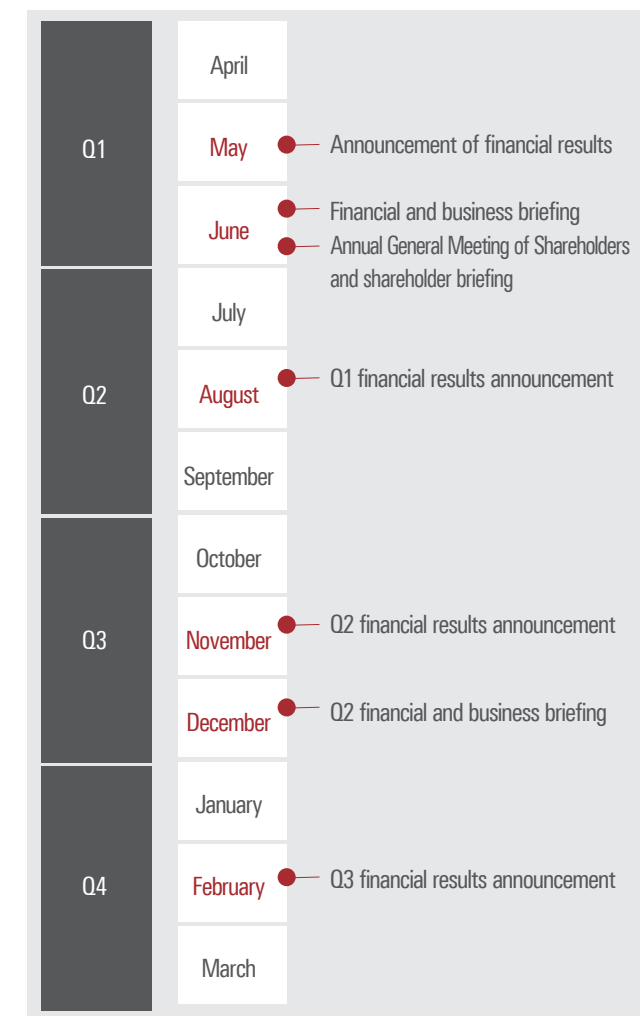 April
Q1
May
Announcement of financial results
June
Financial and business briefing
Annual General Meeting of Shareholders
and shareholder briefing
July
Q2
August
Q1 financial results announcement
September
October
Q3
November
Q2 financial results announcement
December
Q2 financial and business briefing
January
Q4
February
Q3 financial results announcement
March